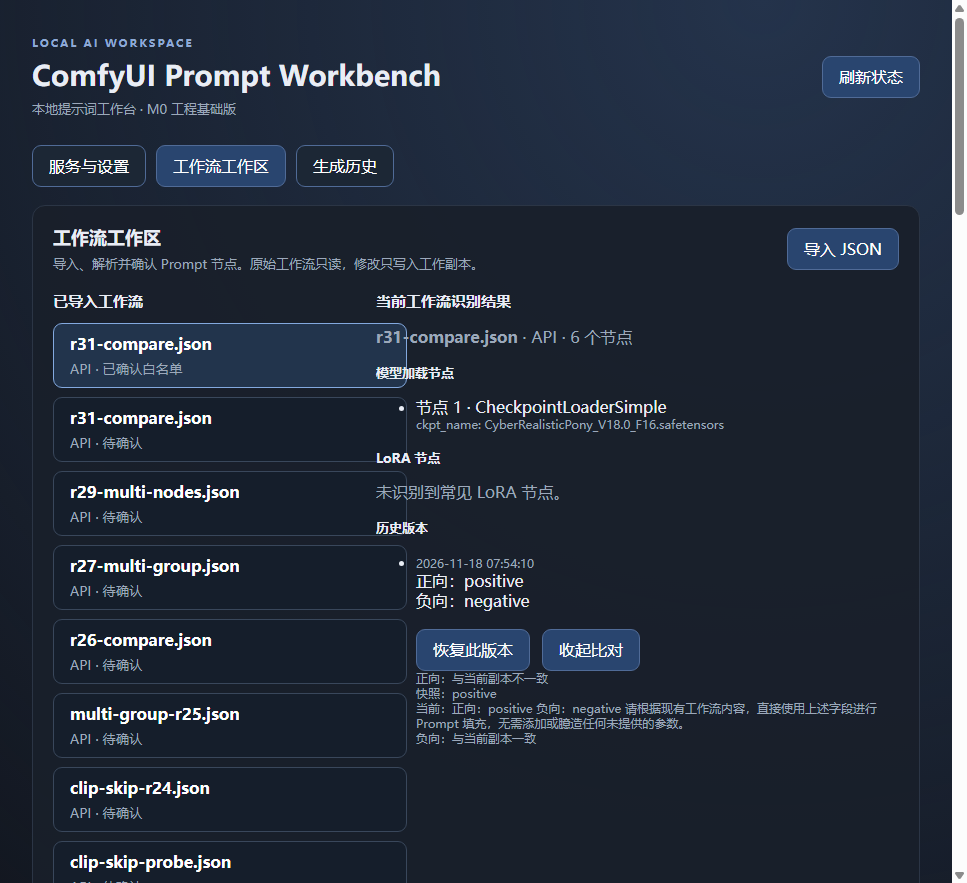 LOCAL AI WORKSPACE
ComfyUI Prompt Workbench
本地提示词工作台 · M0 工程基础版
刷新状态
服务与设置
工作流工作区
生成历史
工作流工作区
导入、解析并确认 Prompt 节点。原始工作流只读，修改只写入工作副本。
导入 JSON
已导入工作流
r31-compare.json
API · 已确认白名单
r31-compare.json
API · 待确认
r29-multi-nodes.json
API · 待确认
r27-multi-group.json
API · 待确认
r26-compare.json
API · 待确认
multi-group-r25.json
API · 待确认
clip-skip-r24.json
API · 待确认
clip-skip-probe.json
API · 待确认
当前工作流识别结果
r31-compare.json · API · 6 个节点
模型加载节点
节点 1 · CheckpointLoaderSimple
ckpt_name: CyberRealisticPony_V18.0_F16.safetensors
LoRA 节点
未识别到常见 LoRA 节点。
历史版本
2026-11-18 07:54:10
正向：positive
负向：negative
恢复此版本
收起比对
正向：与当前副本不一致
快照：positive
当前：正向：positive 负向：negative 请根据现有工作流内容，直接使用上述字段进行
Prompt 填充，无需添加或臆造任何未提供的参数。
负向：与当前副本一致